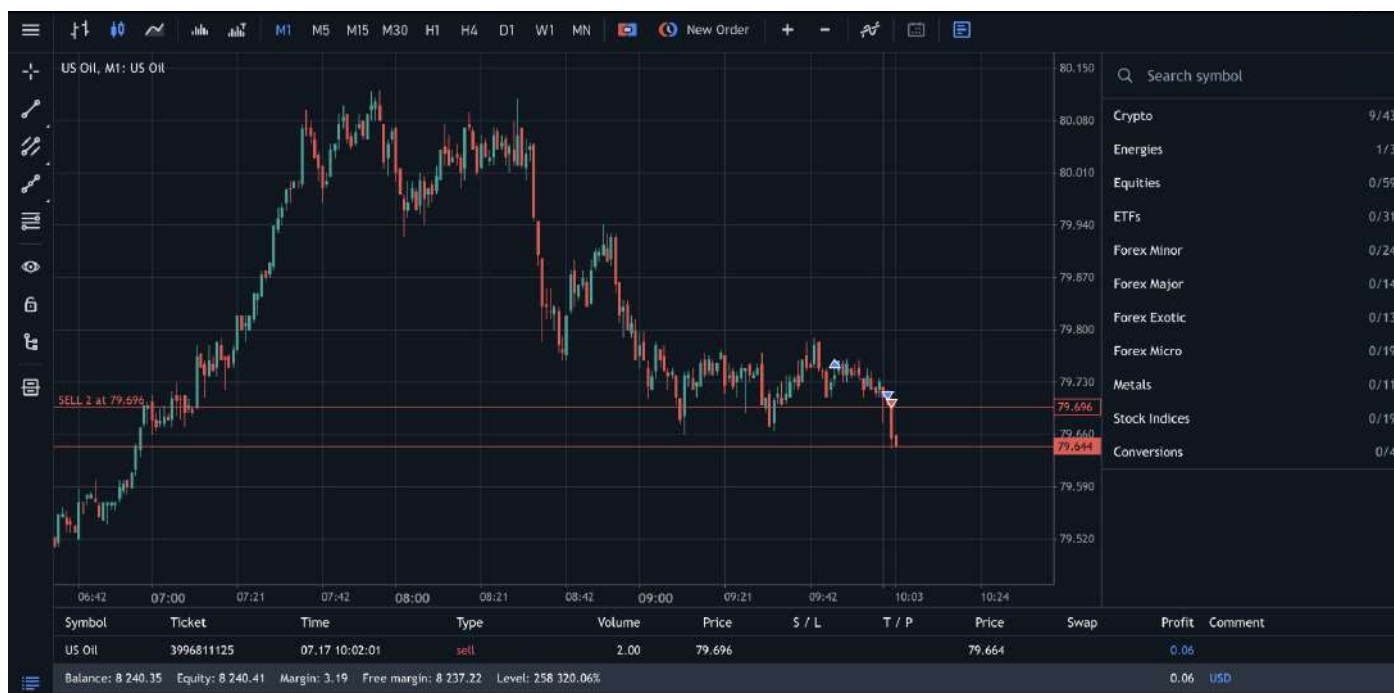 M1 M5 M15 M30 H1 H4 D1 W1 MN New Order
US Oil, M1: US Oil
Search symbol
80.150
80.080
80.010
79.940
79.870
79.800
79.730
SELL 2 at 79.696
79.696
79.660
79.644
79.590
79.520
Crypto 9/43
Energies 1/3
Equities 0/59
ETFs 0/31
Forex Minor 0/24
Forex Major 0/14
Forex Exotic 0/13
Forex Micro 0/19
Metals 0/11
Stock Indices 0/19
Conversions 0/4
06:42 07:00 07:21 07:42 08:00 08:21 08:42 09:00 09:21 09:42 10:03 10:24
Symbol Ticket Time Type Volume Price S / L T / P Price Swap Profit Comment
US Oil 3996811125 07.17 10:02:01 sell 2.00 79.696 79.664 0.06
Balance: 8 240.35 Equity: 8 240.41 Margin: 3.19 Free margin: 8 237.22 Level: 258 320.06% 0.06 USD